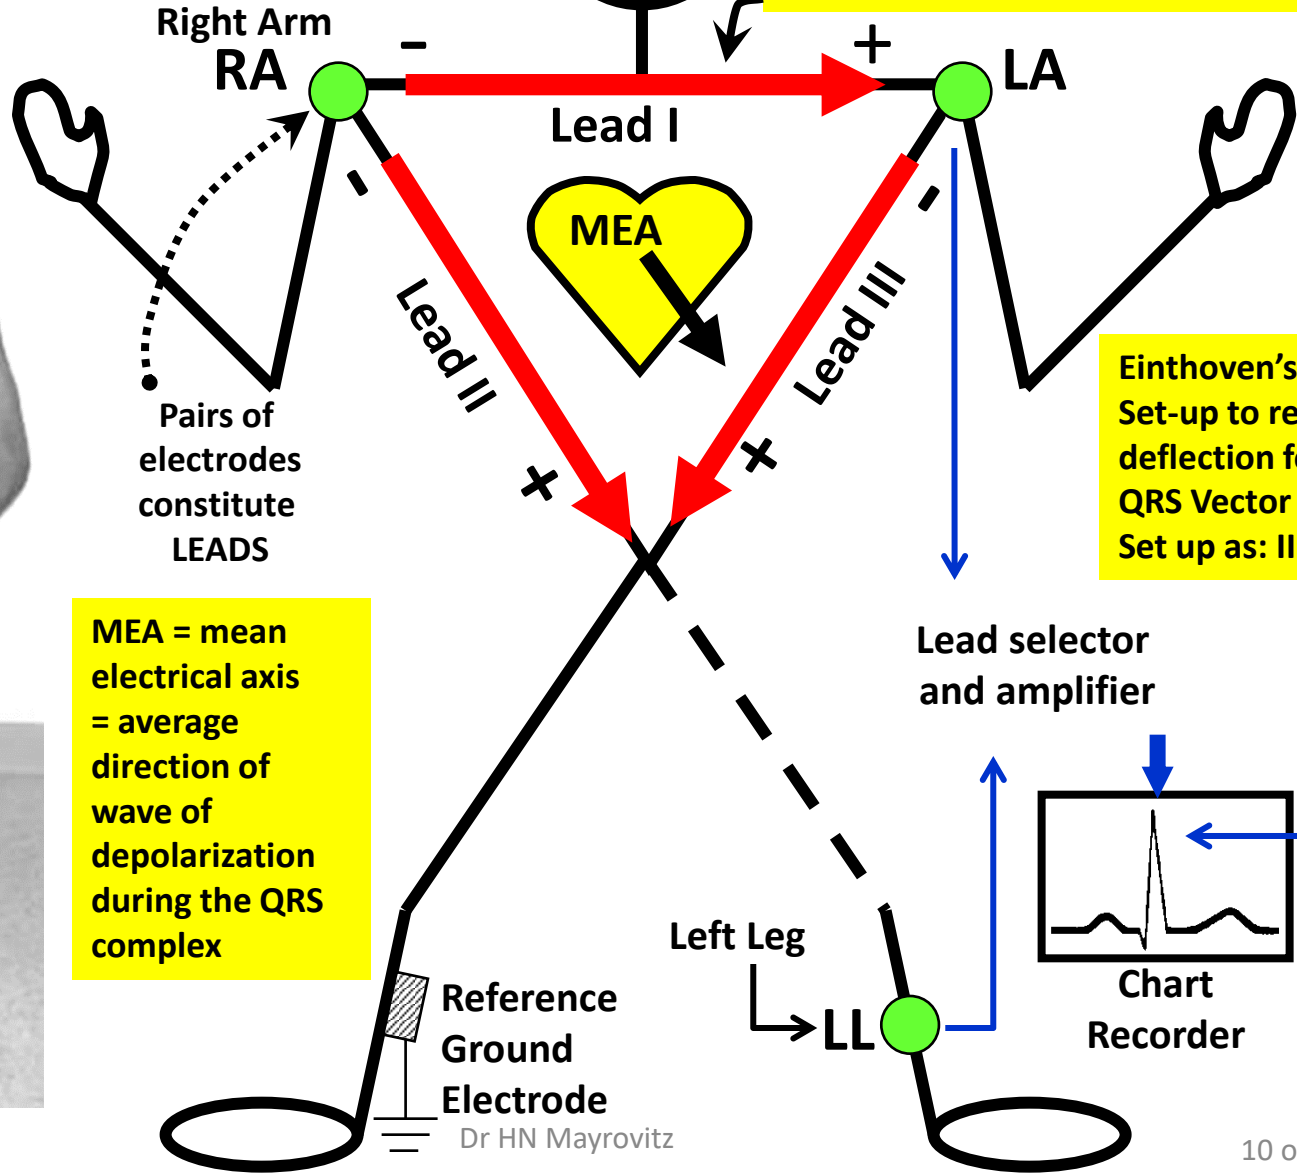 Right Arm
RA
-
+
LA
Lead I
-
-
MEA
Lead II
Lead III
+
+
Pairs of
electrodes
constitute
LEADS
Einthoven's
Set-up to
deflection
QRS Vector
Set up as: II
MEA = mean
electrical axis
= average
direction of
wave of
depolarization
during the QRS
complex
Lead selector
and amplifier
Left Leg
LL
Chart
Recorder
Reference
Ground
Electrode
Dr HN Mayrovitz
10